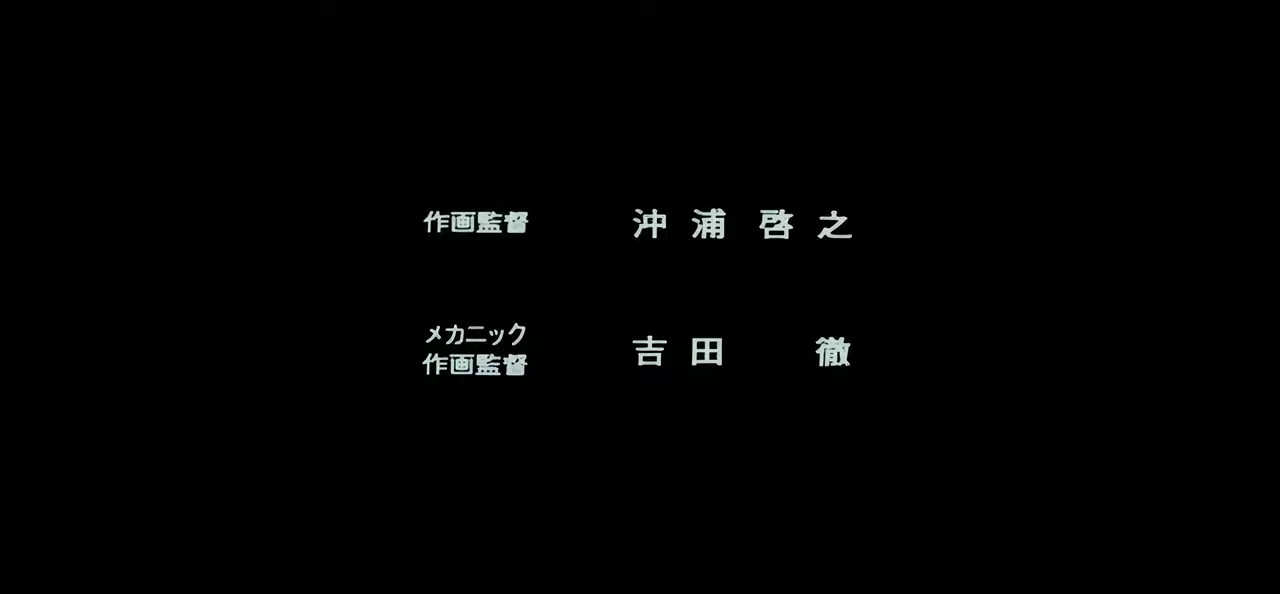 作画監督 沖浦啓之
メカニック
作画監督 吉田 徹